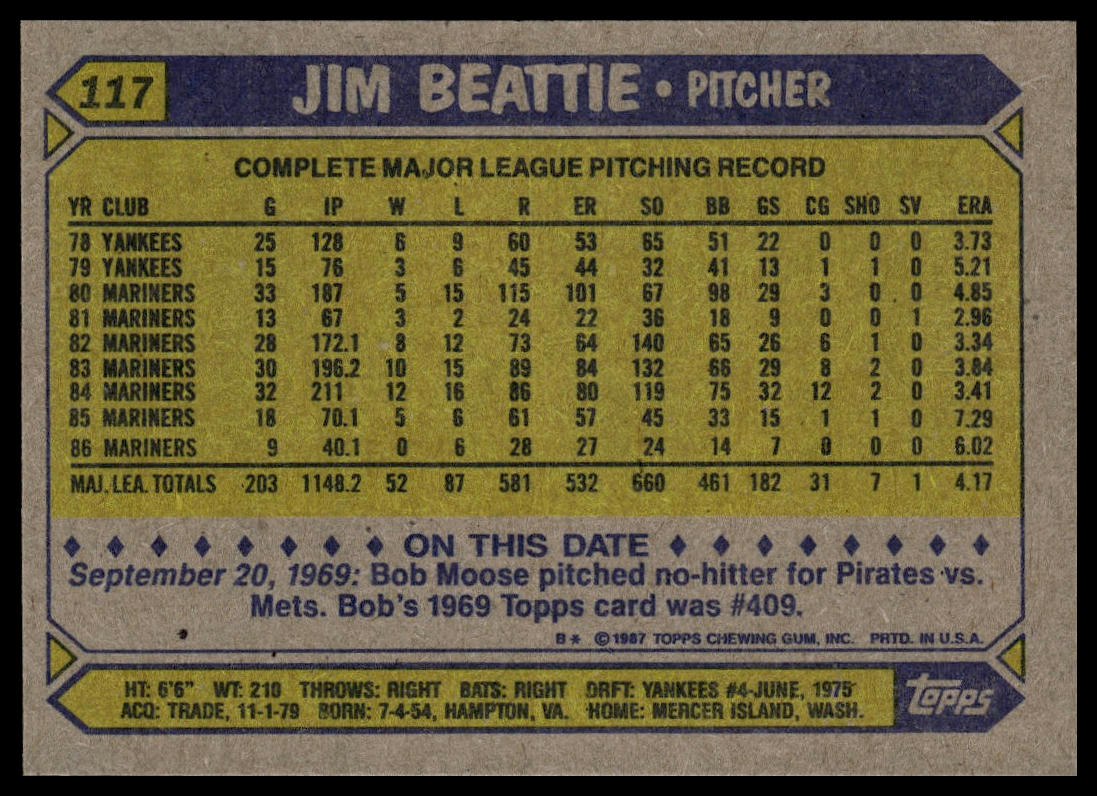 117 JIM BEATTIE • PITCHER
COMPLETE MAJOR LEAGUE PITCHING RECORD
YR CLUB G IP W L R ER SO BB GS CG SHO SV ERA
78 YANKEES 25 128 6 9 60 53 65 51 22 0 0 0 3.73
79 YANKEES 15 76 3 6 45 44 32 41 13 1 1 0 5.21
80 MARINERS 33 187 5 15 115 101 67 98 29 3 0 0 4.85
81 MARINERS 13 67 3 2 24 22 36 18 9 0 0 1 2.96
82 MARINERS 28 172.1 8 12 73 64 140 65 26 6 1 0 3.34
83 MARINERS 30 196.2 10 15 89 84 132 66 29 8 2 0 3.84
84 MARINERS 32 211 12 16 86 80 119 75 32 12 2 0 3.41
85 MARINERS 18 70.1 5 6 61 57 45 33 15 1 1 0 7.29
86 MARINERS 9 40.1 0 6 28 27 24 14 7 0 0 0 6.02
MAJ. LEA. TOTALS 203 1148.2 52 87 581 532 660 461 182 31 7 1 4.17
♦ ♦ ♦ ♦ ♦ ♦ ♦ ♦ ON THIS DATE ♦ ♦ ♦ ♦ ♦ ♦ ♦ ♦
September 20, 1969: Bob Moose pitched no-hitter for Pirates vs.
Mets. Bob's 1969 Topps card was #409.
B* ©1987 TOPPS CHEWING GUM, INC. PRTD. IN U.S.A.
HT: 6'6" WT: 210 THROWS: RIGHT BATS: RIGHT DRFT: YANKEES #4-JUNE, 1975
ACQ: TRADE, 11-1-79 BORN: 7-4-54, HAMPTON, VA. HOME: MERCER ISLAND, WASH.
topps